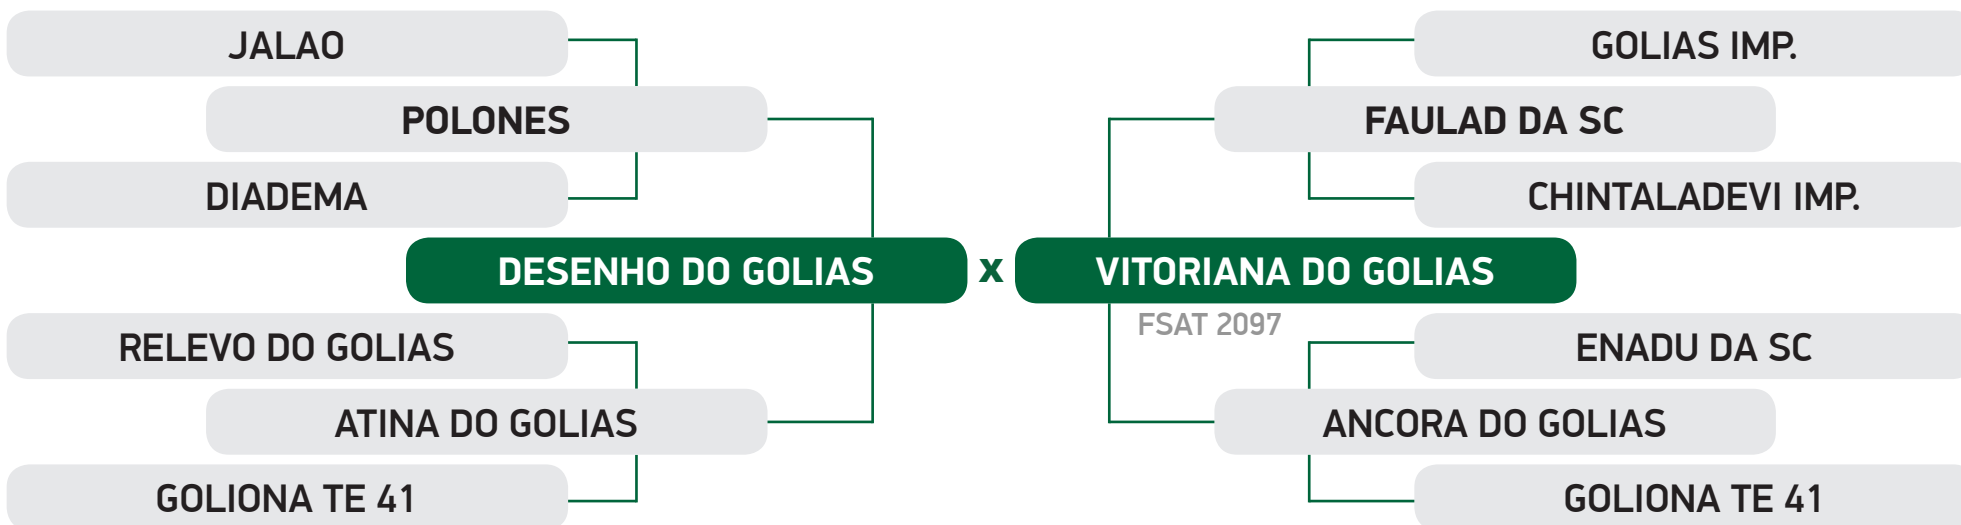 JALAO
GOLIAS IMP.
POLONES
FAULAD DA SC
DIADEMA
CHINTALADEVI IMP.
DESENHO DO GOLIAS x VITORIANA DO GOLIAS
FSAT 2097
RELEVO DO GOLIAS
ENADU DA SC
ATINA DO GOLIAS
ANCORA DO GOLIAS
GOLIONA TE 41
GOLIONA TE 41